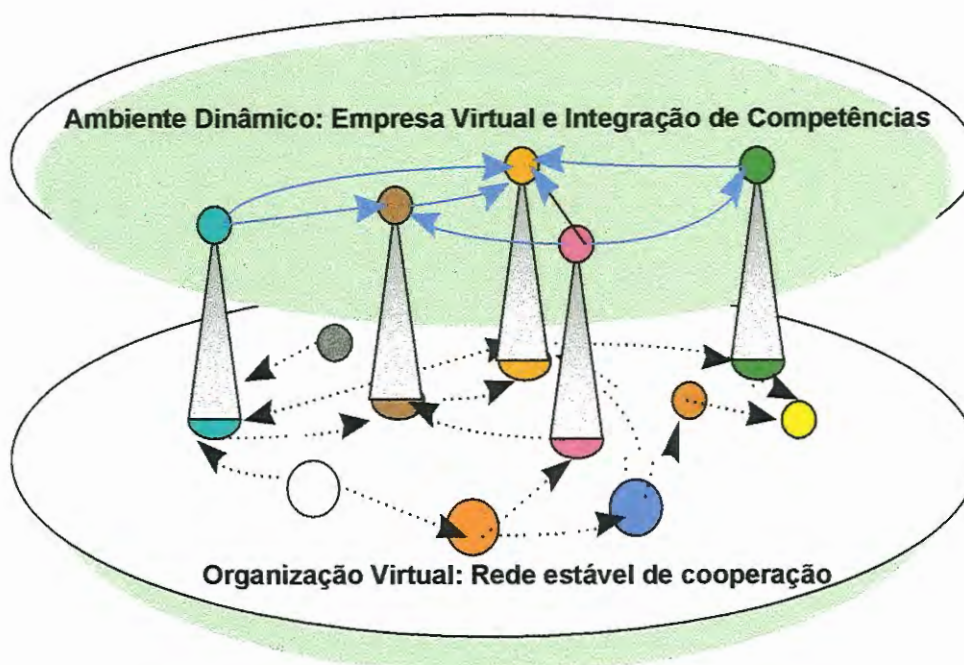 Ambiente Dinâmico: Empresa Virtual e Integração de Competências
Organização Virtual: Rede estável de cooperação